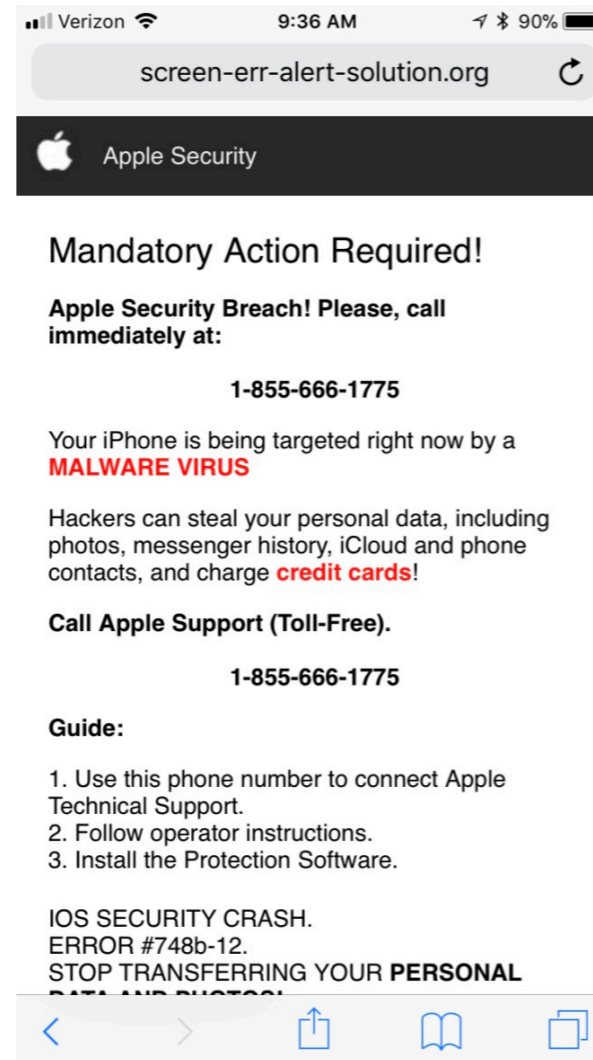 Verizon 9:36 AM 90%
screen-err-alert-solution.org
Apple Security
Mandatory Action Required!
Apple Security Breach! Please, call
immediately at:
1-855-666-1775
Your iPhone is being targeted right now by a
MALWARE VIRUS
Hackers can steal your personal data, including
photos, messenger history, iCloud and phone
contacts, and charge credit cards!
Call Apple Support (Toll-Free).
1-855-666-1775
Guide:
1. Use this phone number to connect Apple
Technical Support.
2. Follow operator instructions.
3. Install the Protection Software.
IOS SECURITY CRASH.
ERROR #748b-12.
STOP TRANSFERRING YOUR PERSONAL
DATA AND PHOTOS!